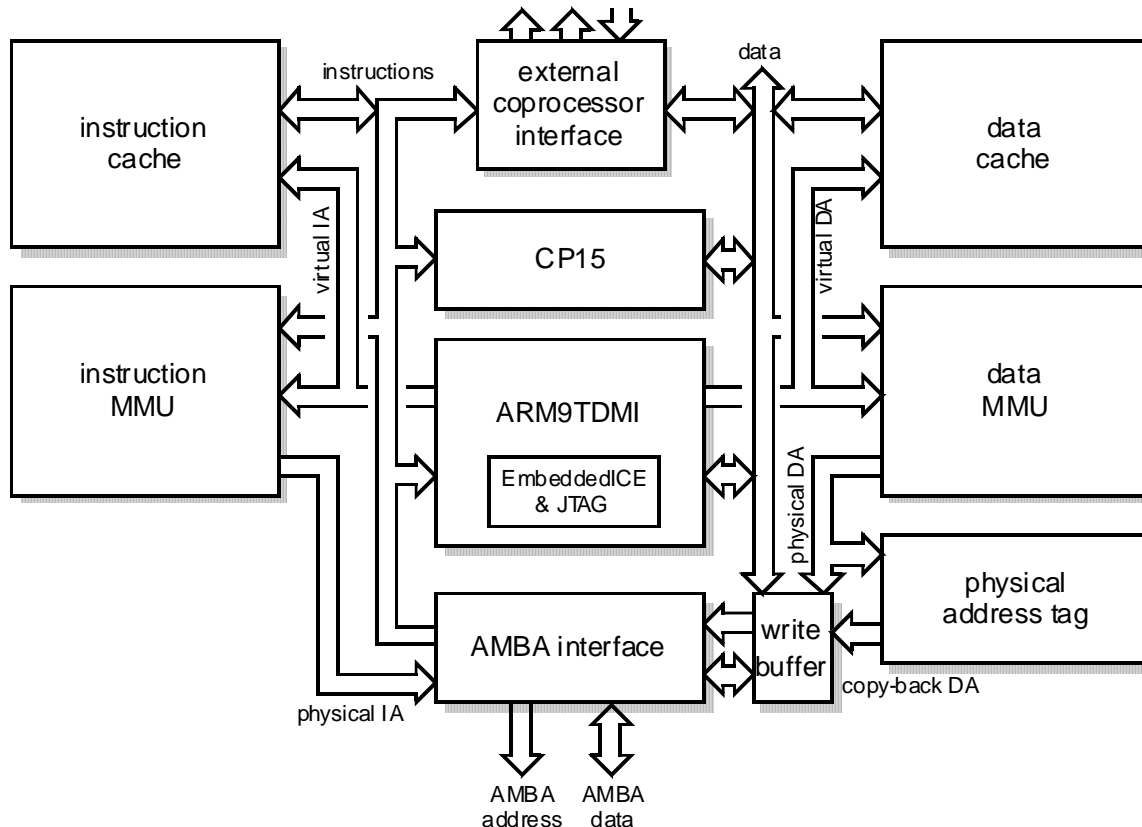 instructions
data
instruction
cache
external
coprocessor
interface
data
cache
virtual IA
CP15
virtual DA
instruction
MMU
ARM9TDMI
EmbeddedICE
& JTAG
data
MMU
physical DA
AMBA interface
write
buffer
physical
address tag
physical IA
copy-back DA
AMBA
address
AMBA
data